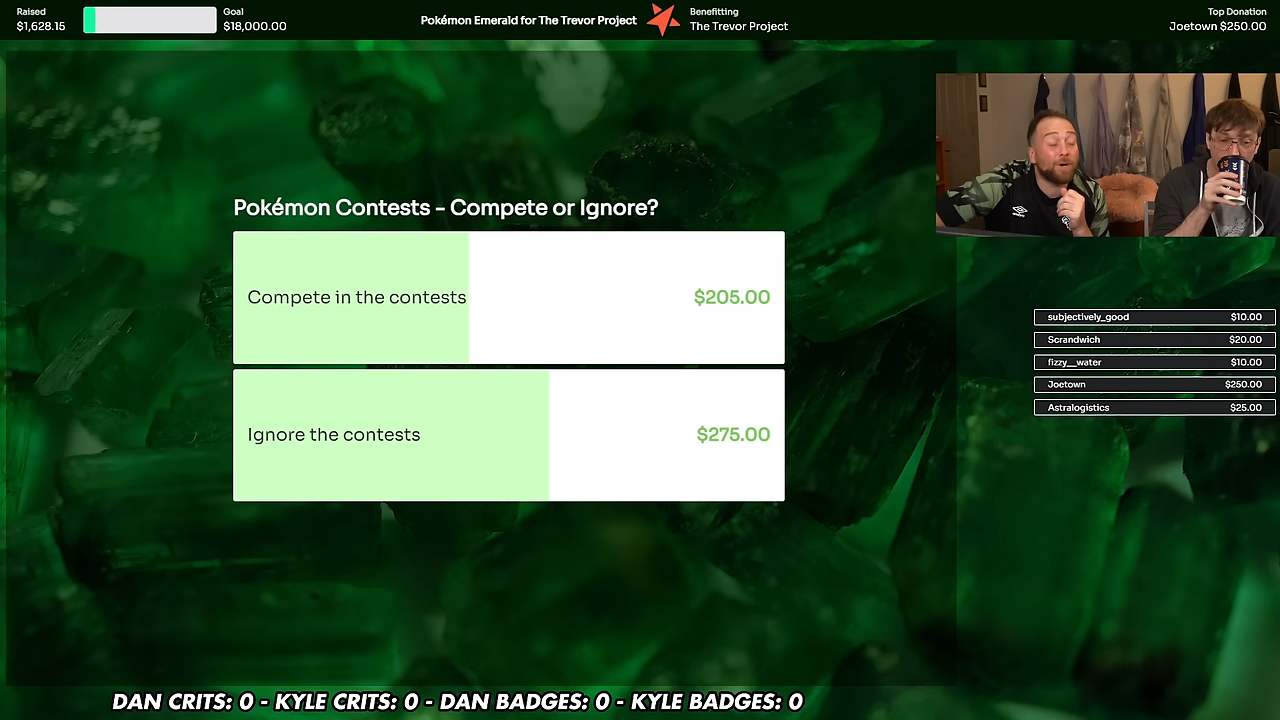 Raised
$1,628.15
Goal
$18,000.00
Pokémon Emerald for The Trevor Project
Benefitting
The Trevor Project
Top Donation
Joetown $250.00
Pokémon Contests - Compete or Ignore?
Compete in the contests $205.00
Ignore the contests $275.00
subjectively_good $10.00
Scrandwich $20.00
fizzy__water $10.00
Joetown $250.00
Astralogistics $25.00
DAN CRITS: 0 - KYLE CRITS: 0 - DAN BADGES: 0 - KYLE BADGES: 0